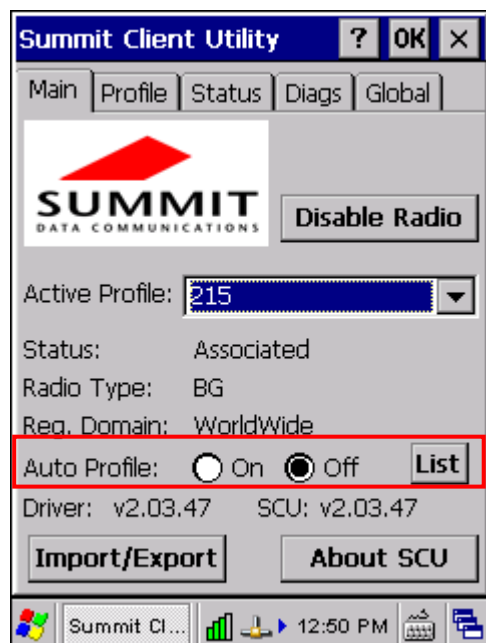 Summit Client Utility ? OK ×
Main Profile Status Diags Global
SUMMIT
DATA COMMUNICATIONS
Disable Radio
Active Profile: 215
Status: Associated
Radio Type: BG
Reg. Domain: WorldWide
Auto Profile: On Off List
Driver: v2.03.47 SCU: v2.03.47
Import/Export About SCU
Summit Cl... 12:50 PM